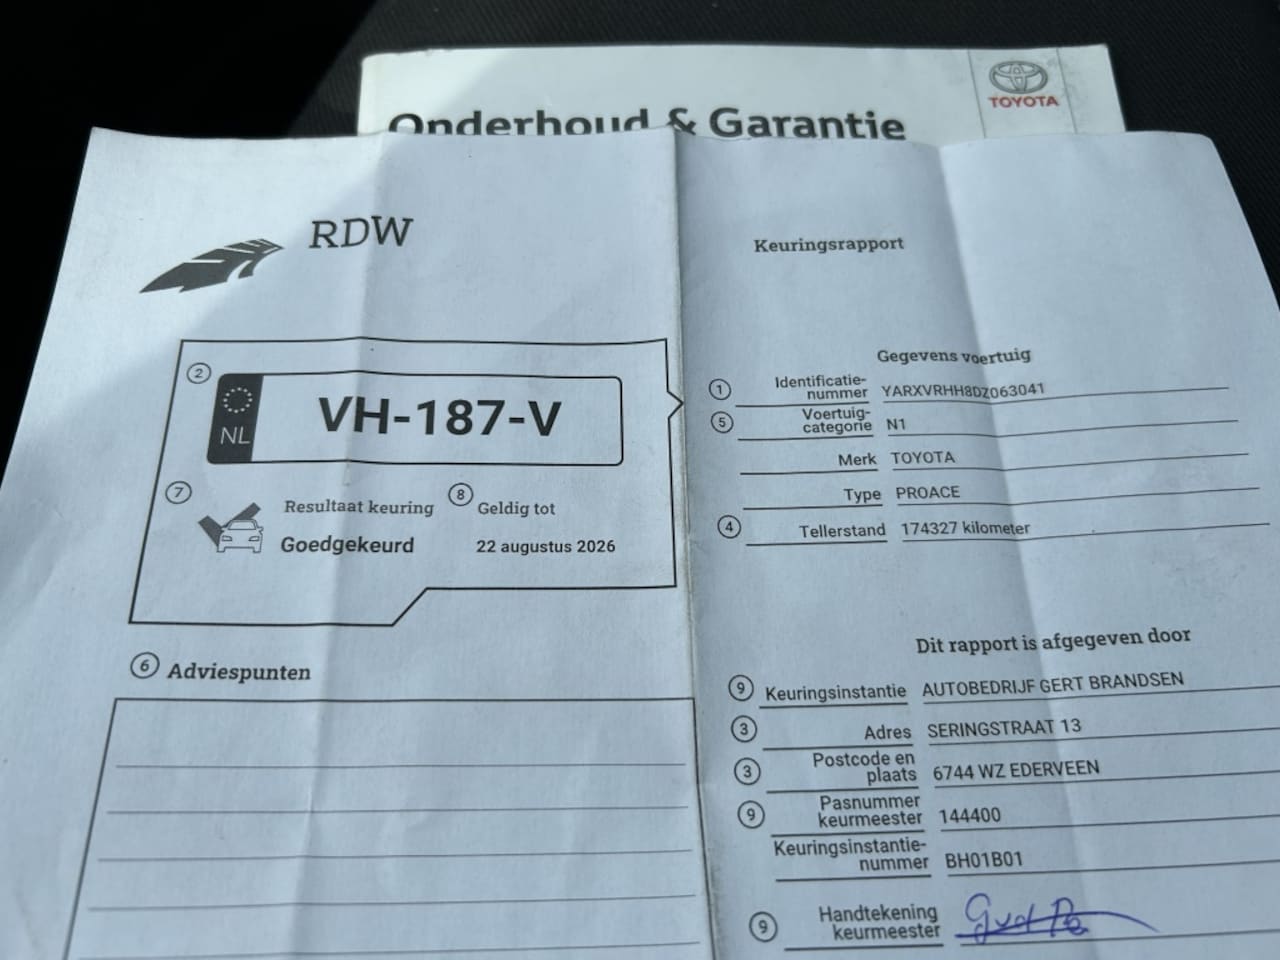 TOYOTA
Onderhoud & Garantie
RDW
Keuringsrapport
2
NL
VH-187-V
7
Resultaat keuring
Goedgekeurd
8
Geldig tot
22 augustus 2026
6
Adviespunten
Gegevens voertuig
1 Identificatie-
nummer YARXVRHH8DZ063041
5 Voertuig-
categorie N1
Merk TOYOTA
Type PROACE
4 Tellerstand 174327 kilometer
Dit rapport is afgegeven door
9 Keuringsinstantie AUTOBEDRIJF GERT BRANDSEN
3 Adres SERINGSTRAAT 13
3 Postcode en
plaats 6744 WZ EDERVEEN
9 Pasnummer
keurmeester 144400
Keuringsinstantie-
nummer BH01B01
9 Handtekening
keurmeester